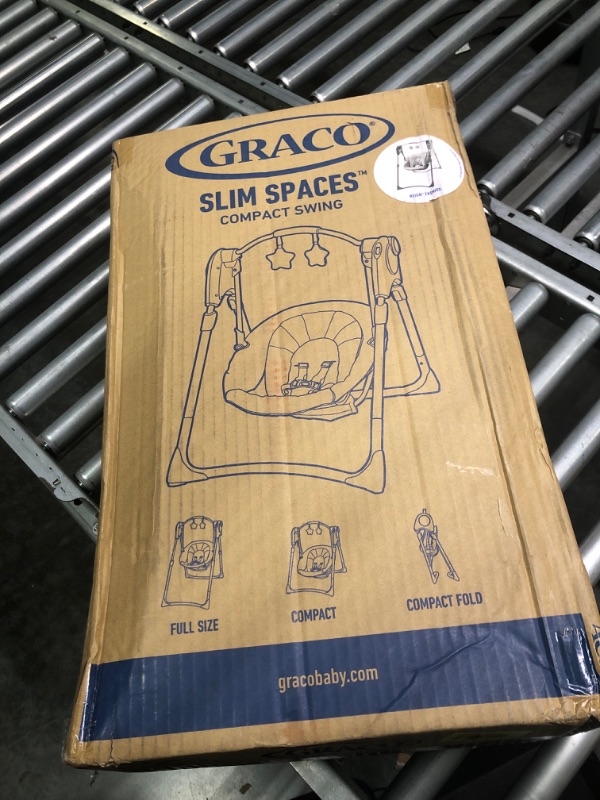 GRACO®
SLIM SPACES™
COMPACT SWING
FULL SIZE
COMPACT
COMPACT FOLD
gracobaby.com